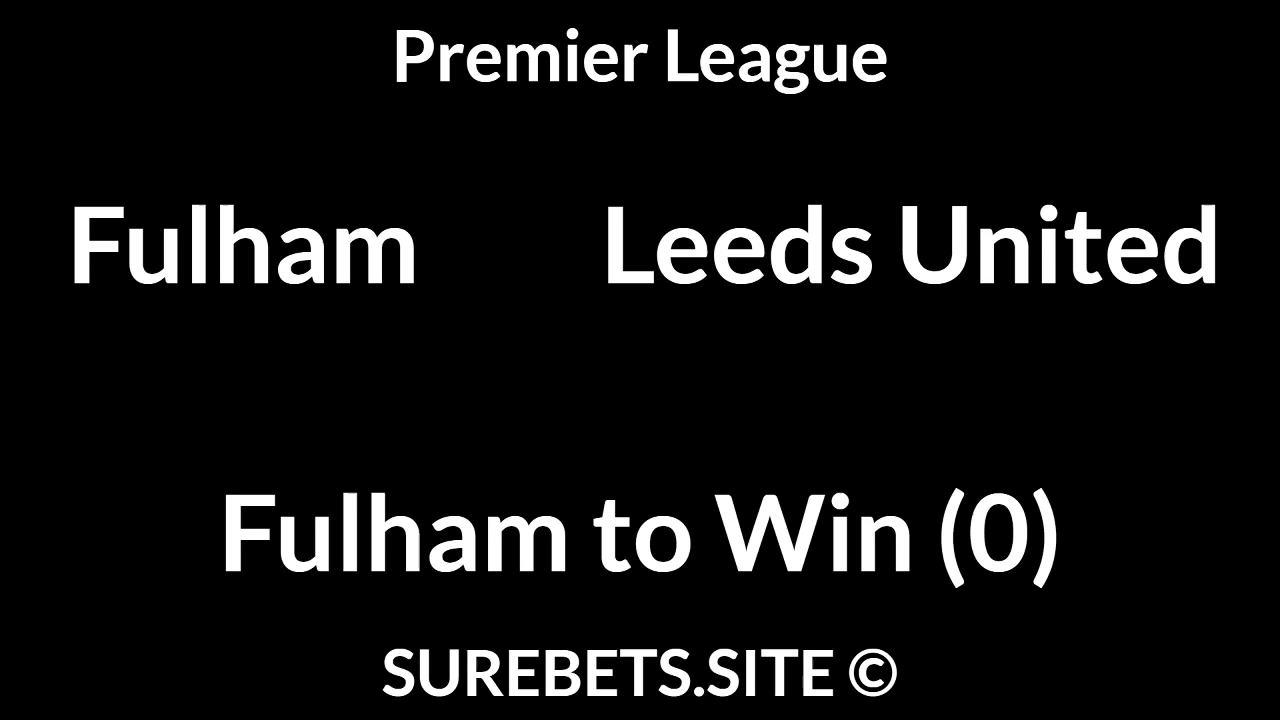 Premier League
Fulham Leeds United
Fulham to Win (0)
SUREBETS.SITE ©